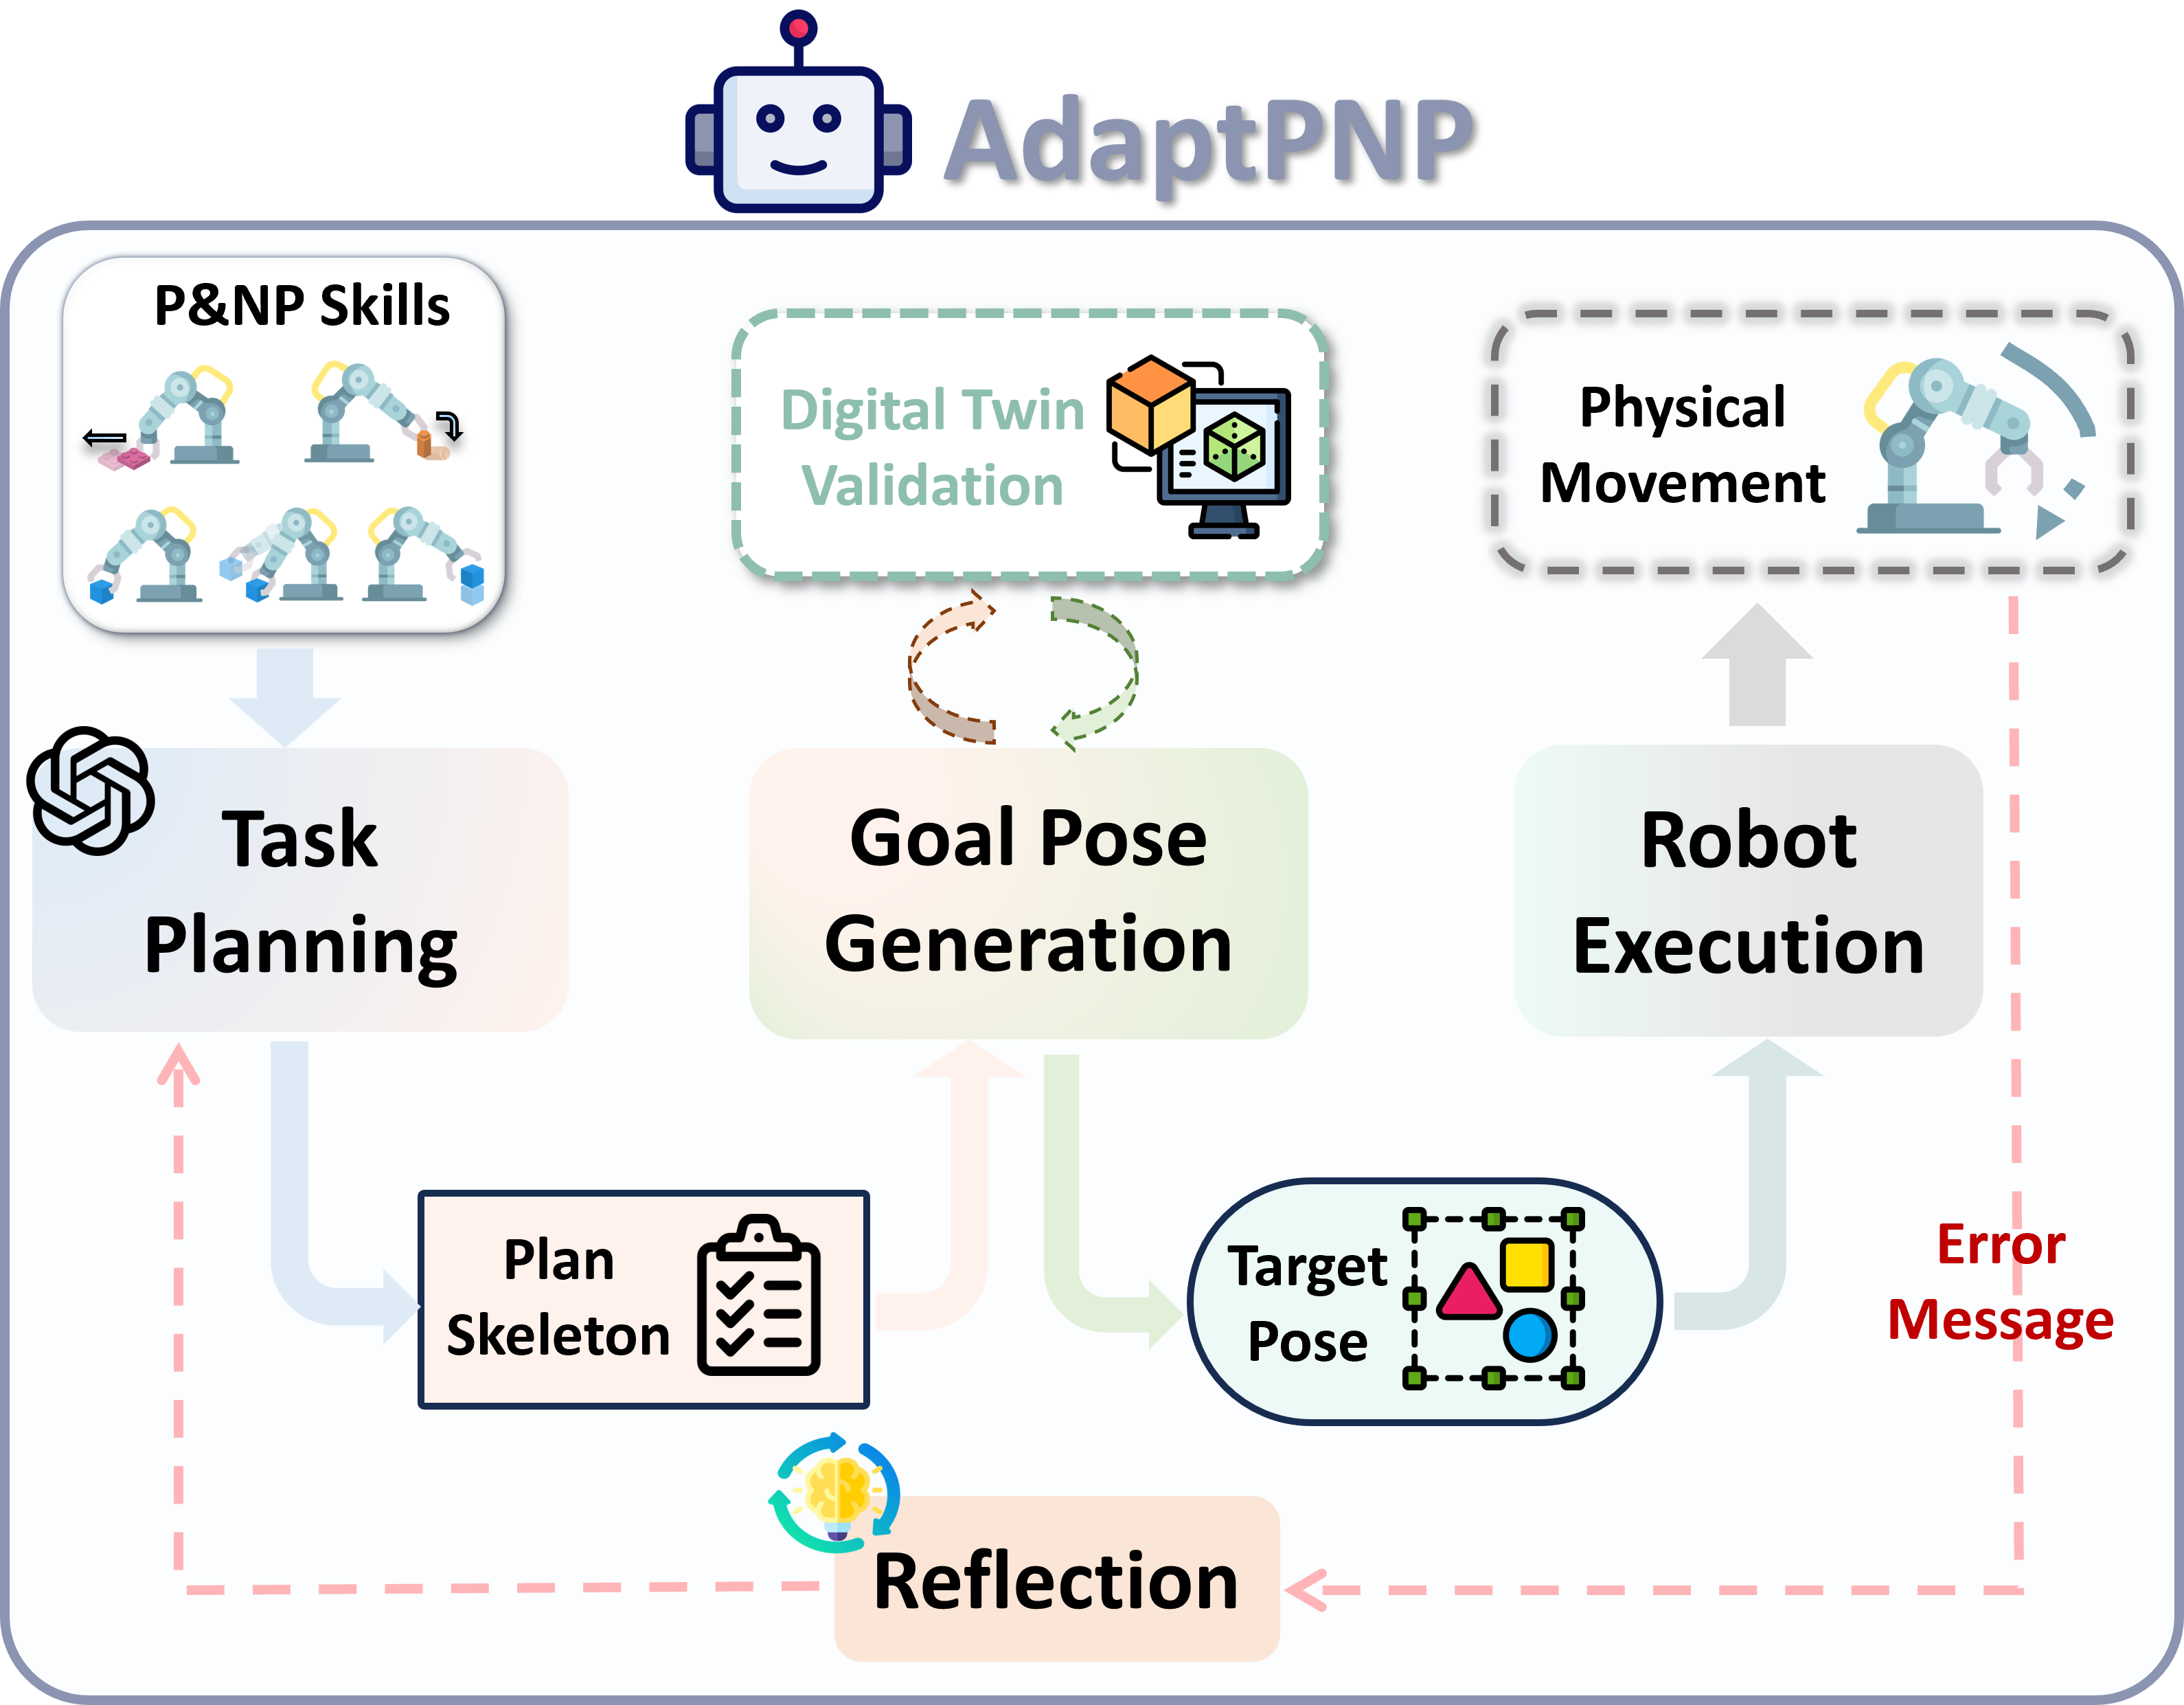 AdaptPNP
P&NP Skills
Digital Twin
Validation
Physical
Movement
Task
Planning
Goal Pose
Generation
Robot
Execution
Plan
Skeleton
Target
Pose
Error
Message
Reflection